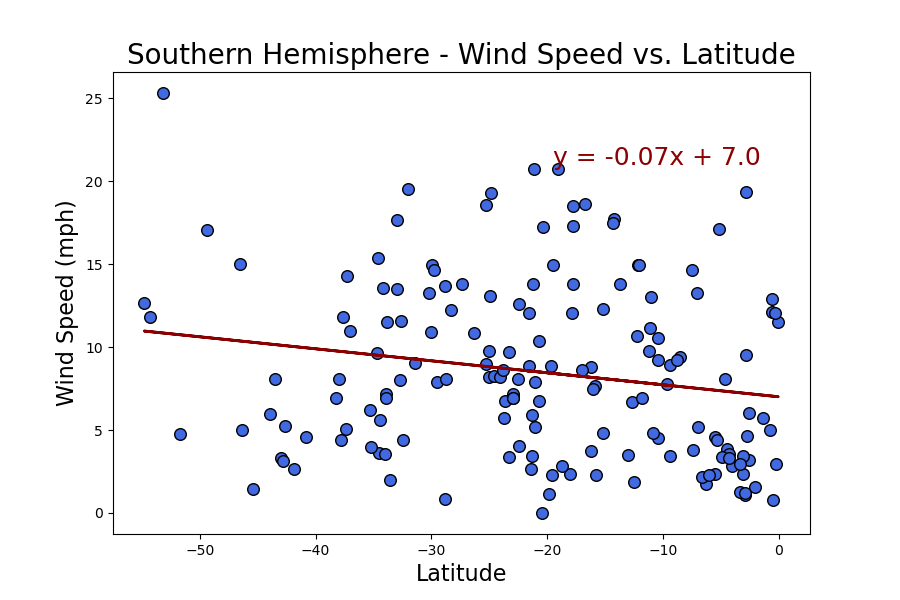 Southern Hemisphere - Wind Speed vs. Latitude
y = -0.07x + 7.0
Wind Speed (mph)
25
20
15
10
5
0
−50 −40 −30 −20 −10 0
Latitude